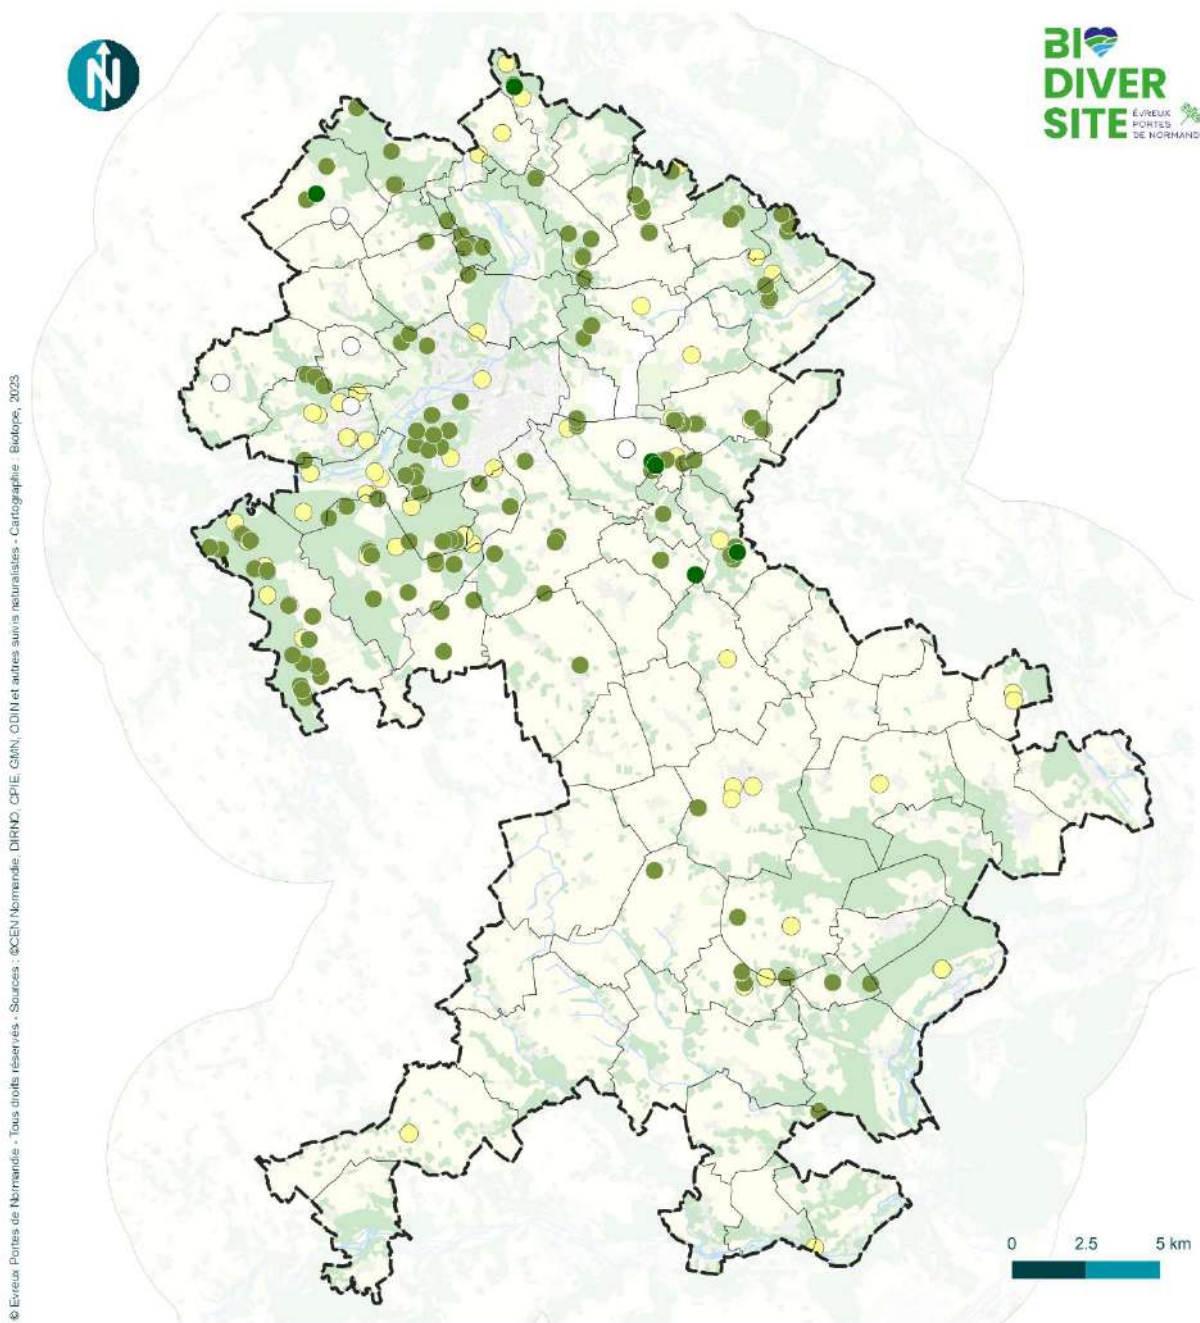 N
BI
DIVER
SITE
ÉVREUX
PORTES
DE NORMAND
© Evreux Portes de Normandie - Tous droits réservés - Sources : ©CEN Normandie, DIRNO, CPIE, GMN, ODIN et autres suivis naturalistes - Cartographie : Biotope, 2023
0 2.5 5 km